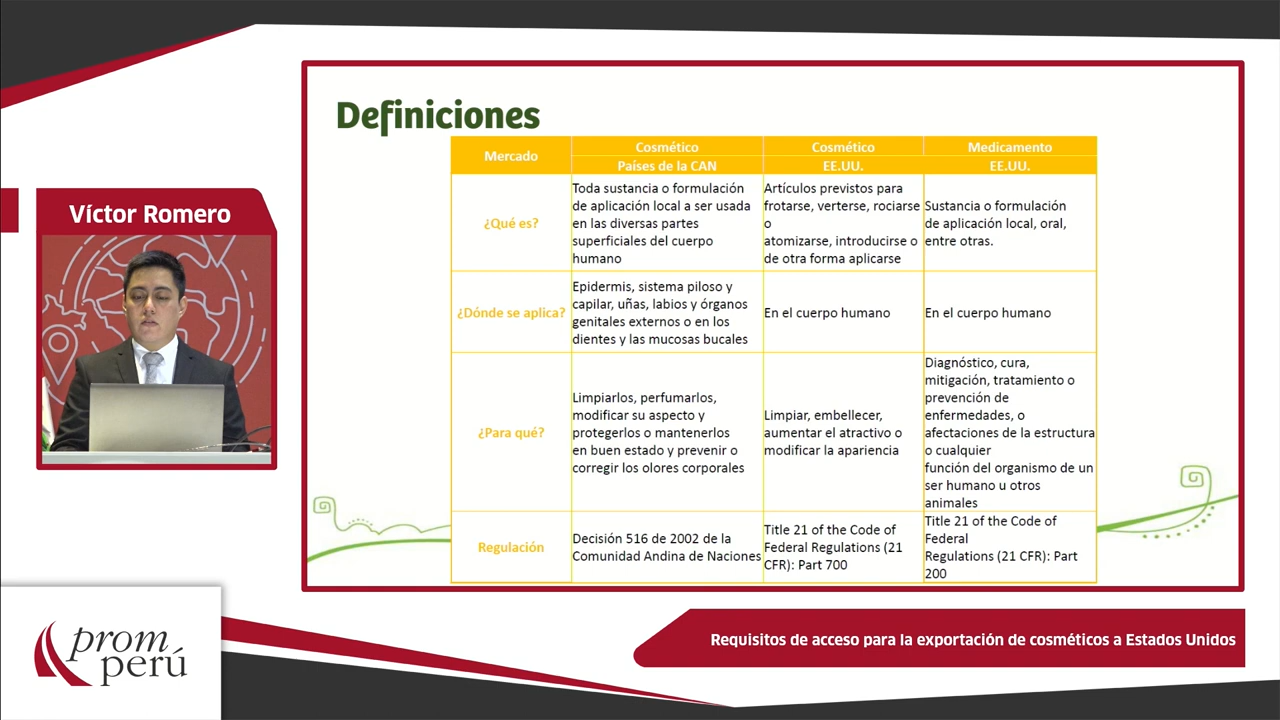 Definiciones
Mercado
Cosmético
Cosmético
Medicamento
Países de la CAN
EE.UU.
EE.UU.
¿Qué es?
Toda sustancia o formulación
de aplicación local a ser usada
en las diversas partes
superficiales del cuerpo
humano
Artículos previstos para
frotarse, verterse, rociarse
o
atomizarse, introducirse o
de otra forma aplicarse
Sustancia o formulación
de aplicación local, oral,
entre otras.
¿Dónde se aplica?
Epidermis, sistema piloso y
capilar, uñas, labios y órganos
genitales externos o en los
dientes y las mucosas bucales
En el cuerpo humano
En el cuerpo humano
¿Para qué?
Limpiarlos, perfumarlos,
modificar su aspecto y
protegerlos o mantenerlos
en buen estado y prevenir o
corregir los olores corporales
Limpiar, embellecer,
aumentar el atractivo o
modificar la apariencia
Diagnóstico, cura,
mitigación, tratamiento o
prevención de
enfermedades, o
afectaciones de la estructura
o cualquier
función del organismo de un
ser humano u otros
animales
Regulación
Decisión 516 de 2002 de la
Comunidad Andina de Naciones
Title 21 of the Code of
Federal Regulations (21
CFR): Part 700
Title 21 of the Code of
Federal
Regulations (21 CFR): Part
200
Víctor Romero
prom
perú
Requisitos de acceso para la exportación de cosméticos a Estados Unidos